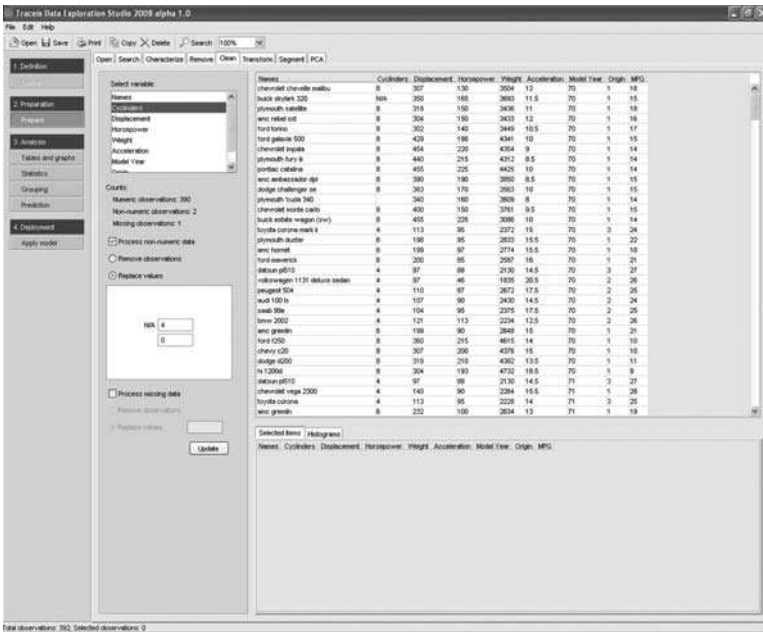 Traceis Data Exploration Studio 2009 alpha 1.0
File Edit Help
Open Save Print Copy Delete Search 100%
Open Search Characterize Remove Clean Transform Segment PCA
1. Definition
2. Preparation
Prepare
3. Analysis
Tables and graphs
Statistics
Grouping
Prediction
4. Deployment
Apply model
Select variable:
Names
Cyclinders
Displacement
Horsepower
Weight
Acceleration
Model Year
Origin
Counts:
Numeric observations: 390
Non-numeric observations: 2
Missing observations: 1
Process non-numeric data
Remove observations
Replace values
N/A 4
0
Process missing data
Remove observations
Replace values
Update
Names Cyclinders Displacement Horsepower Weight Acceleration Model Year Origin MPG
chevrolet chevelle malibu 8 307 130 3504 12 70 1 18
buick skylark 320 N/A 350 165 3693 11.5 70 1 15
plymouth satellite 8 318 150 3436 11 70 1 18
amc rebel sst 8 304 150 3433 12 70 1 16
ford torino 8 302 140 3449 10.5 70 1 17
ford galaxie 500 8 429 198 4341 10 70 1 15
chevrolet impala 8 454 220 4354 9 70 1 14
plymouth fury iii 8 440 215 4312 8.5 70 1 14
pontiac catalina 8 455 225 4425 10 70 1 14
amc ambassador dpl 8 390 190 3850 8.5 70 1 15
dodge challenger se 8 383 170 3563 10 70 1 15
plymouth 'cuda 340 340 160 3609 8 70 1 14
chevrolet monte carlo 8 400 150 3761 9.5 70 1 15
buick estate wagon (sw) 8 455 225 3086 10 70 1 14
toyota corona mark ii 4 113 95 2372 15 70 3 24
plymouth duster 6 198 95 2833 15.5 70 1 22
amc hornet 6 199 97 2774 15.5 70 1 18
ford maverick 6 200 85 2587 16 70 1 21
datsun pl510 4 97 88 2130 14.5 70 3 27
volkswagen 1131 deluxe sedan 4 97 46 1835 20.5 70 2 26
peugeot 504 4 110 87 2672 17.5 70 2 25
audi 100 ls 4 107 90 2430 14.5 70 2 24
saab 99e 4 104 95 2375 17.5 70 2 25
bmw 2002 4 121 113 2234 12.5 70 2 26
amc gremlin 6 199 90 2648 15 70 1 21
ford f250 8 360 215 4615 14 70 1 10
chevy c20 8 307 200 4376 15 70 1 10
dodge d200 8 318 210 4382 13.5 70 1 11
hi 1200d 8 304 193 4732 18.5 70 1 9
datsun pl510 4 97 88 2130 14.5 71 3 27
chevrolet vega 2300 4 140 90 2264 15.5 71 1 28
toyota corona 4 113 95 2228 14 71 3 25
amc gremlin 6 232 100 2634 13 71 1 19
Selected items Histograms
Names Cyclinders Displacement Horsepower Weight Acceleration Model Year Origin MPG
Total observations: 392, Selected observations: 0